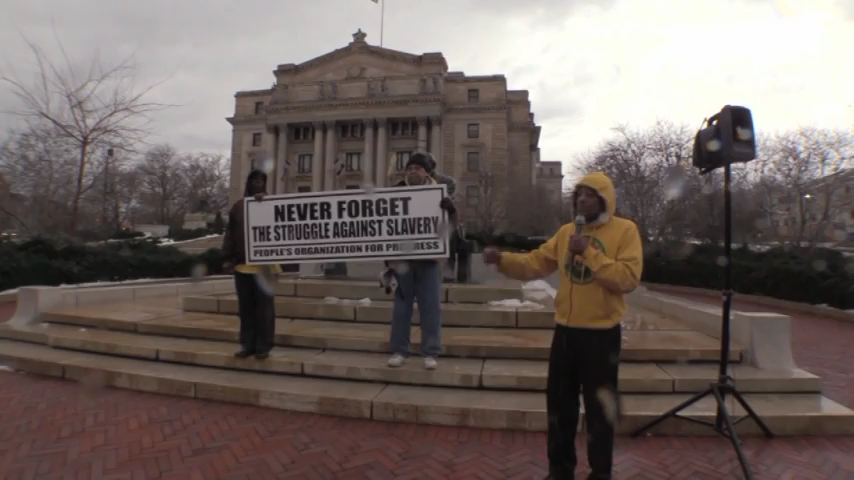 NEVER FORGET
THE STRUGGLE AGAINST SLAVERY
PEOPLE'S ORGANIZATION FOR PROGRESS